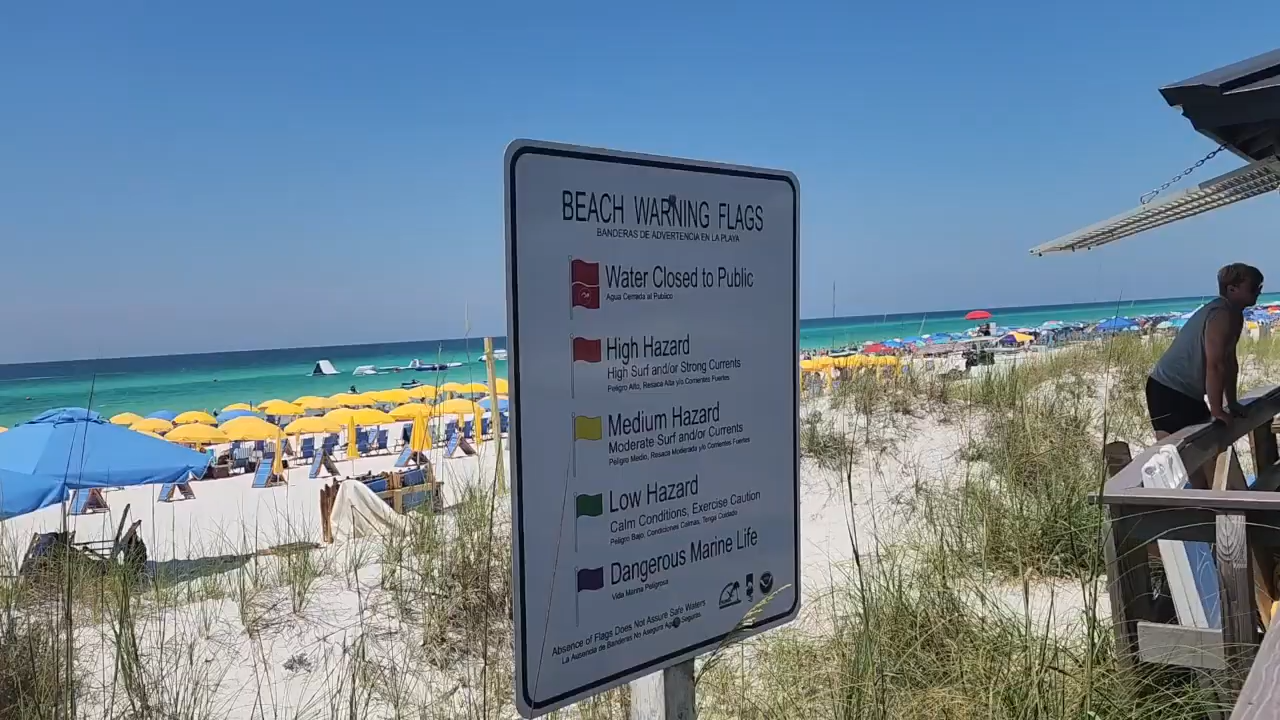 BEACH WARNING FLAGS
BANDERAS DE ADVERTENCIA EN LA PLAYA
Water Closed to Public
Agua Cerrada al Publico
High Hazard
High Surf and/or Strong Currents
Peligro Alto, Resaca Alta y/o Corrientes Fuertes
Medium Hazard
Moderate Surf and/or Currents
Peligro Medio, Resaca Moderada y/o Corrientes Fuertes
Low Hazard
Calm Conditions, Exercise Caution
Peligro Bajo, Condiciones Calmas, Tenga Cuidado
Dangerous Marine Life
Vida Marina Peligrosa
Absence of Flags Does Not Assure Safe Waters
La Ausencia de Banderas No Asegura Aguas Seguras